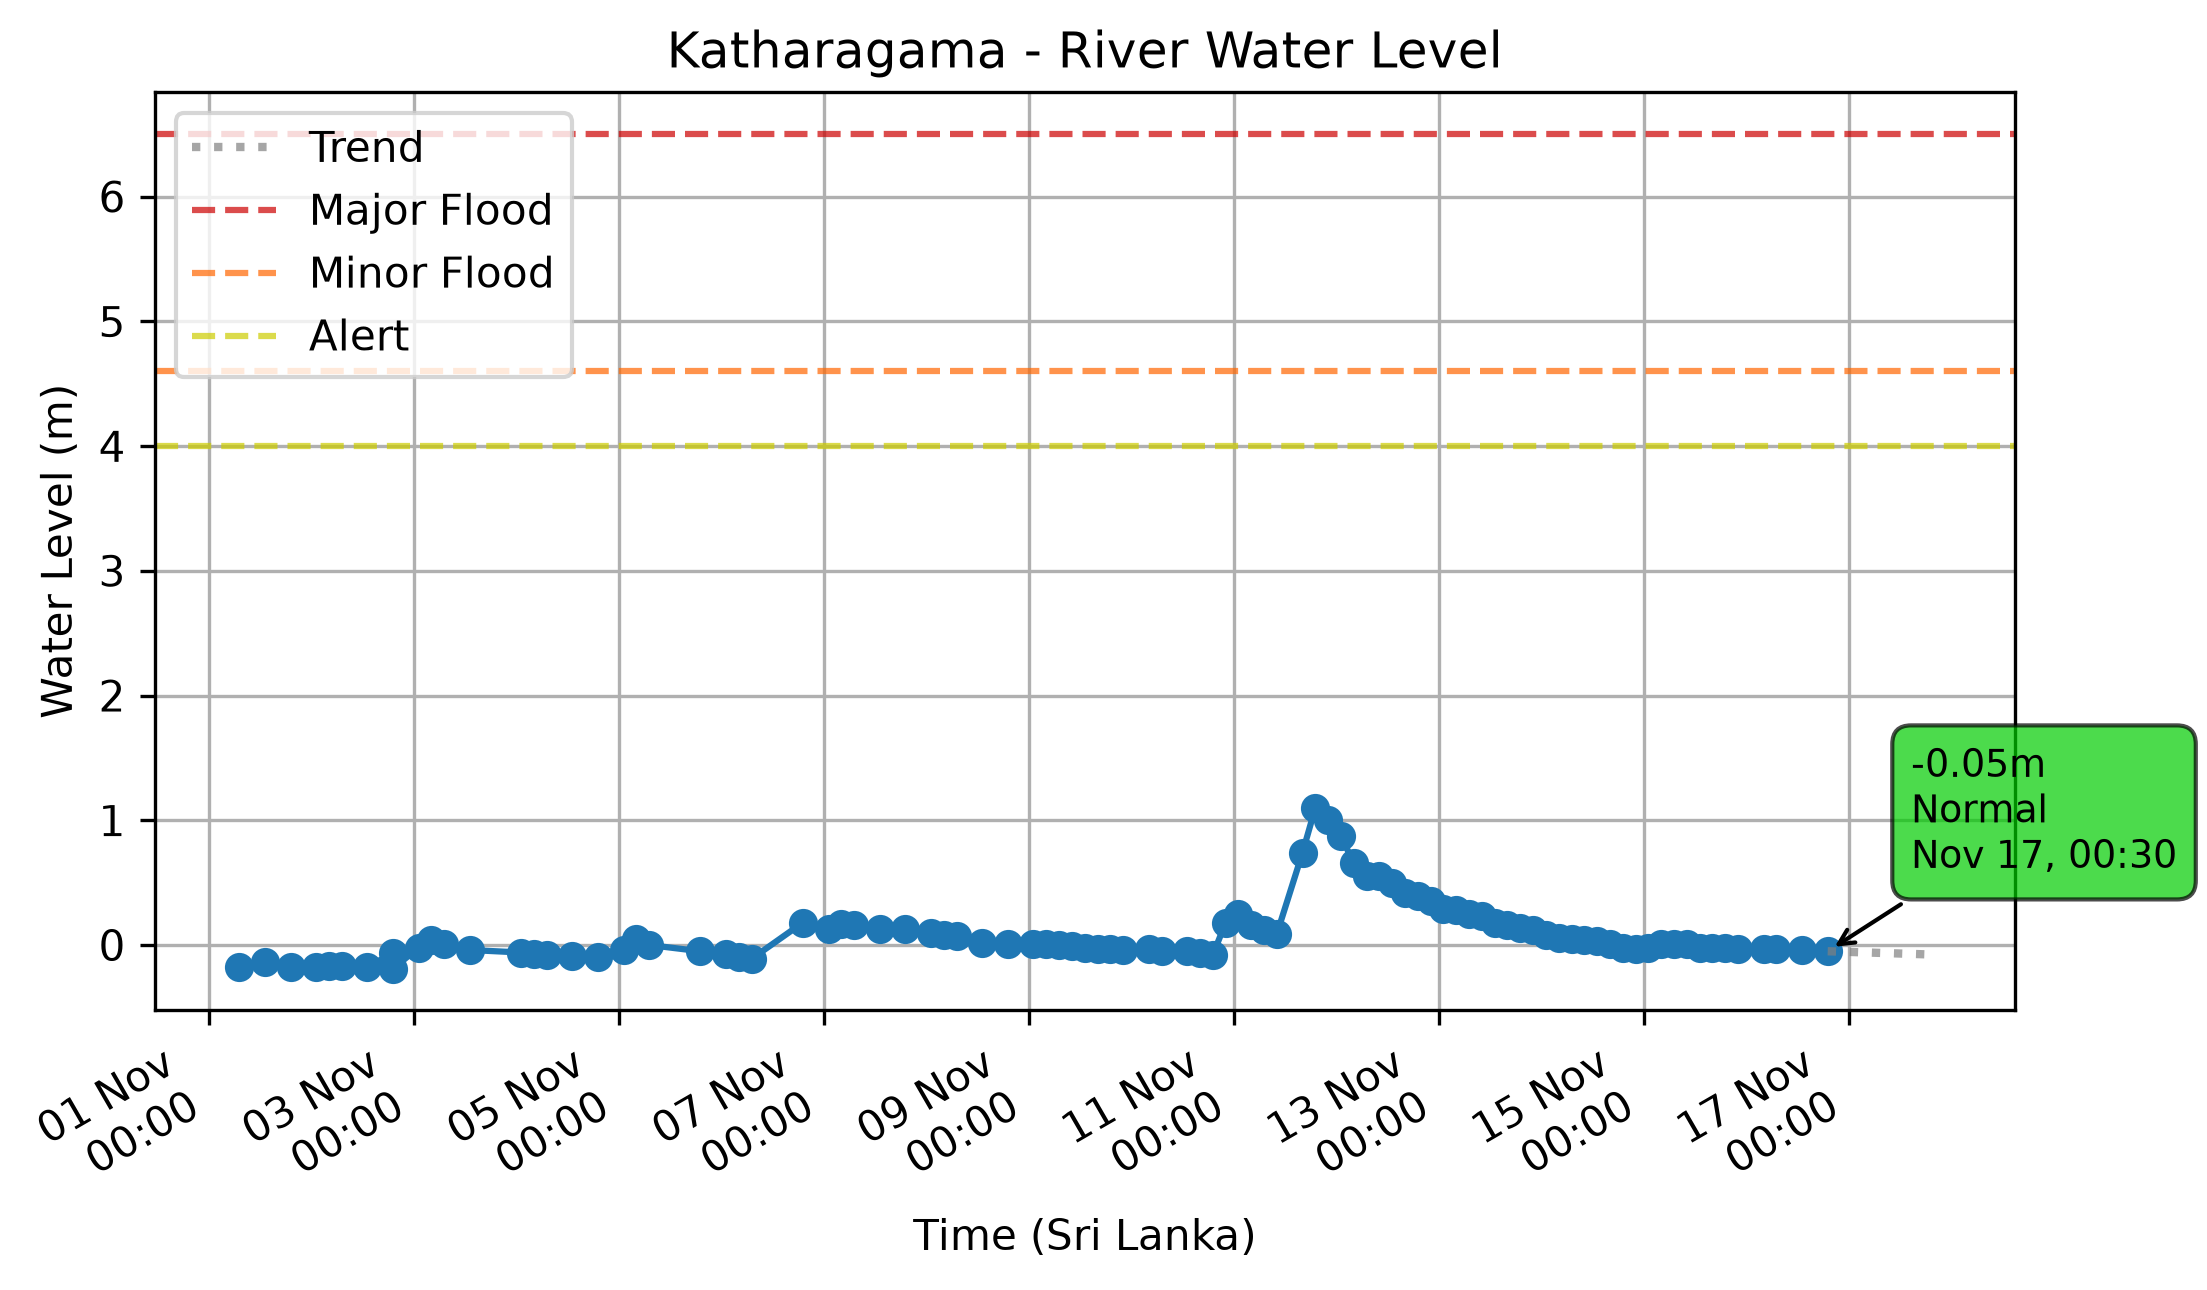 Katharagama - River Water Level
Trend
Major Flood
Minor Flood
Alert
Water Level (m)
6
5
4
3
2
1
0
-0.05m
Normal
Nov 17, 00:30
01 Nov
00:00
03 Nov
00:00
05 Nov
00:00
07 Nov
00:00
09 Nov
00:00
11 Nov
00:00
13 Nov
00:00
15 Nov
00:00
17 Nov
00:00
Time (Sri Lanka)